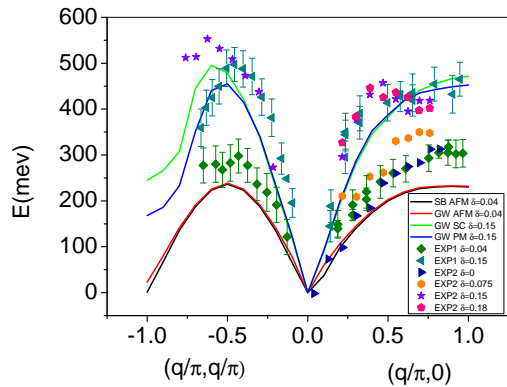 600
500
400
300
200
100
0
E(mev)
-1.0
-0.5
0.0
0.5
1.0
(q/π,q/π)
(q/π,0)
SB AFM δ=0.04
GW AFM δ=0.04
GW SC δ=0.15
GW PM δ=0.15
EXP1 δ=0.04
EXP1 δ=0.15
EXP2 δ=0
EXP2 δ=0.075
EXP2 δ=0.15
EXP2 δ=0.18